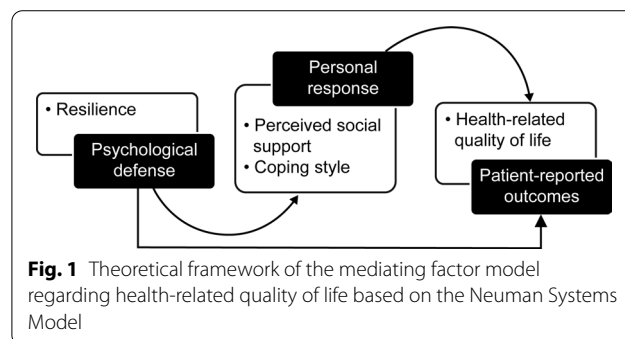 • Resilience
Psychological
defense
Personal
response
• Perceived social
support
• Coping style
• Health-related
quality of life
Patient-reported
outcomes
Fig. 1 Theoretical framework of the mediating factor model
regarding health-related quality of life based on the Neuman Systems
Model